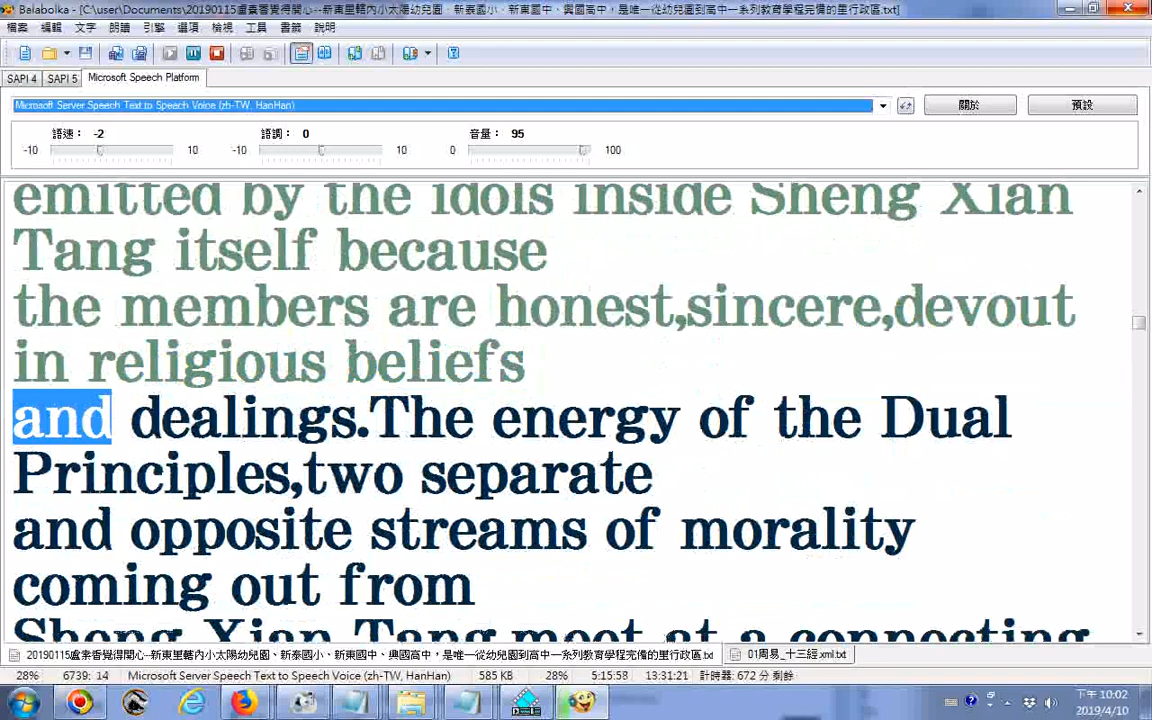 Balabolka - [C:\user\Documents\20190115盧素香覺得開心--新東里轄內小太陽幼兒園、新泰國小、新東國中、興國高中，是唯一從幼兒園到高中一系列教育學程完備的里行政區.txt]
檔案 編輯 文字 朗讀 引擎 選項 檢視 工具 書籤 說明
SAPI 4 SAPI 5 Microsoft Speech Platform
Microsoft Server Speech Text to Speech Voice (zh-TW, HanHan) 關於 預設
語速： -2 語調： 0 音量： 95
-10 10 -10 10 0 100
emitted by the idols inside Sheng Xian
Tang itself because
the members are honest,sincere,devout
in religious beliefs
and dealings.The energy of the Dual
Principles,two separate
and opposite streams of morality
coming out from
Sheng Xian Tang meet at a connecting
20190115盧素香覺得開心--新東里轄內小太陽幼兒園、新泰國小、新東國中、興國高中，是唯一從幼兒園到高中一系列教育學程完備的里行政區.txt 01周易_十三經.xml.txt
28% 6739: 14 Microsoft Server Speech Text to Speech Voice (zh-TW, HanHan) 585 KB 28% 5:15:58 13:31:21 計時器：672 分 剩餘
下午 10:02
2019/4/10